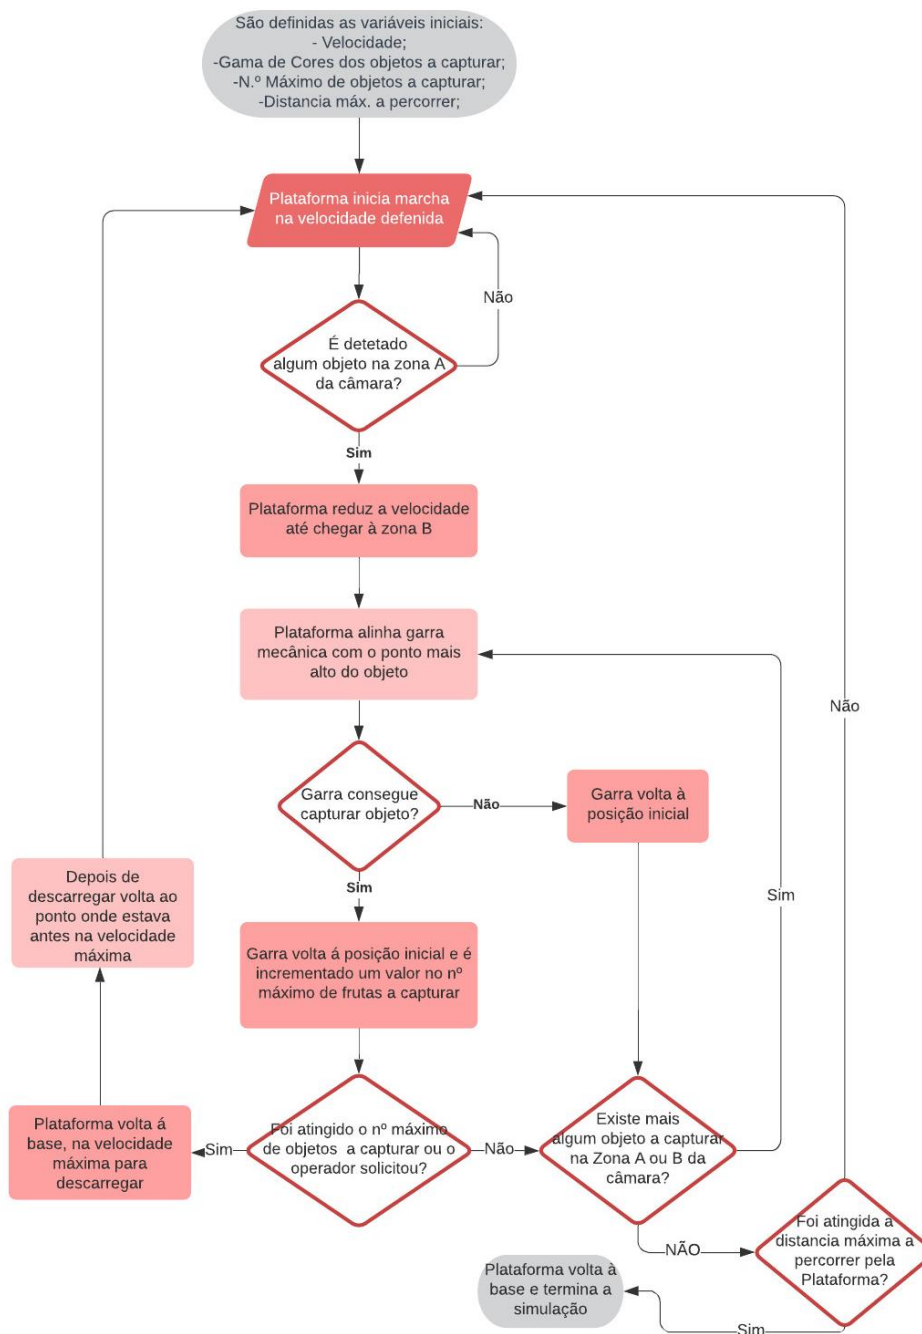 São definidas as variáveis iniciais:
- Velocidade;
-Gama de Cores dos objetos a capturar;
-N.º Máximo de objetos a capturar;
-Distancia máx. a percorrer;
Plataforma inicia marcha
na velocidade defenida
Não
É detetado
algum objeto na zona A
da câmara?
Sim
Plataforma reduz a velocidade
até chegar à zona B
Plataforma alinha garra
mecânica com o ponto mais
alto do objeto
Não
Garra consegue
capturar objeto?
Não
Garra volta à
posição inicial
Sim
Sim
Depois de
descarregar volta ao
ponto onde estava
antes na velocidade
máxima
Garra volta á posição inicial e é
incrementado um valor no nº
máximo de frutas a capturar
Plataforma volta á
base, na velocidade
máxima para
descarregar
Sim
Foi atingido o nº máximo
de objetos a capturar ou o
operador solicitou?
Não
Existe mais
algum objeto a capturar
na Zona A ou B da
câmara?
NÃO
Foi atingida a
distancia máxima a
percorrer pela
Plataforma?
Sim
Plataforma volta à
base e termina a
simulação